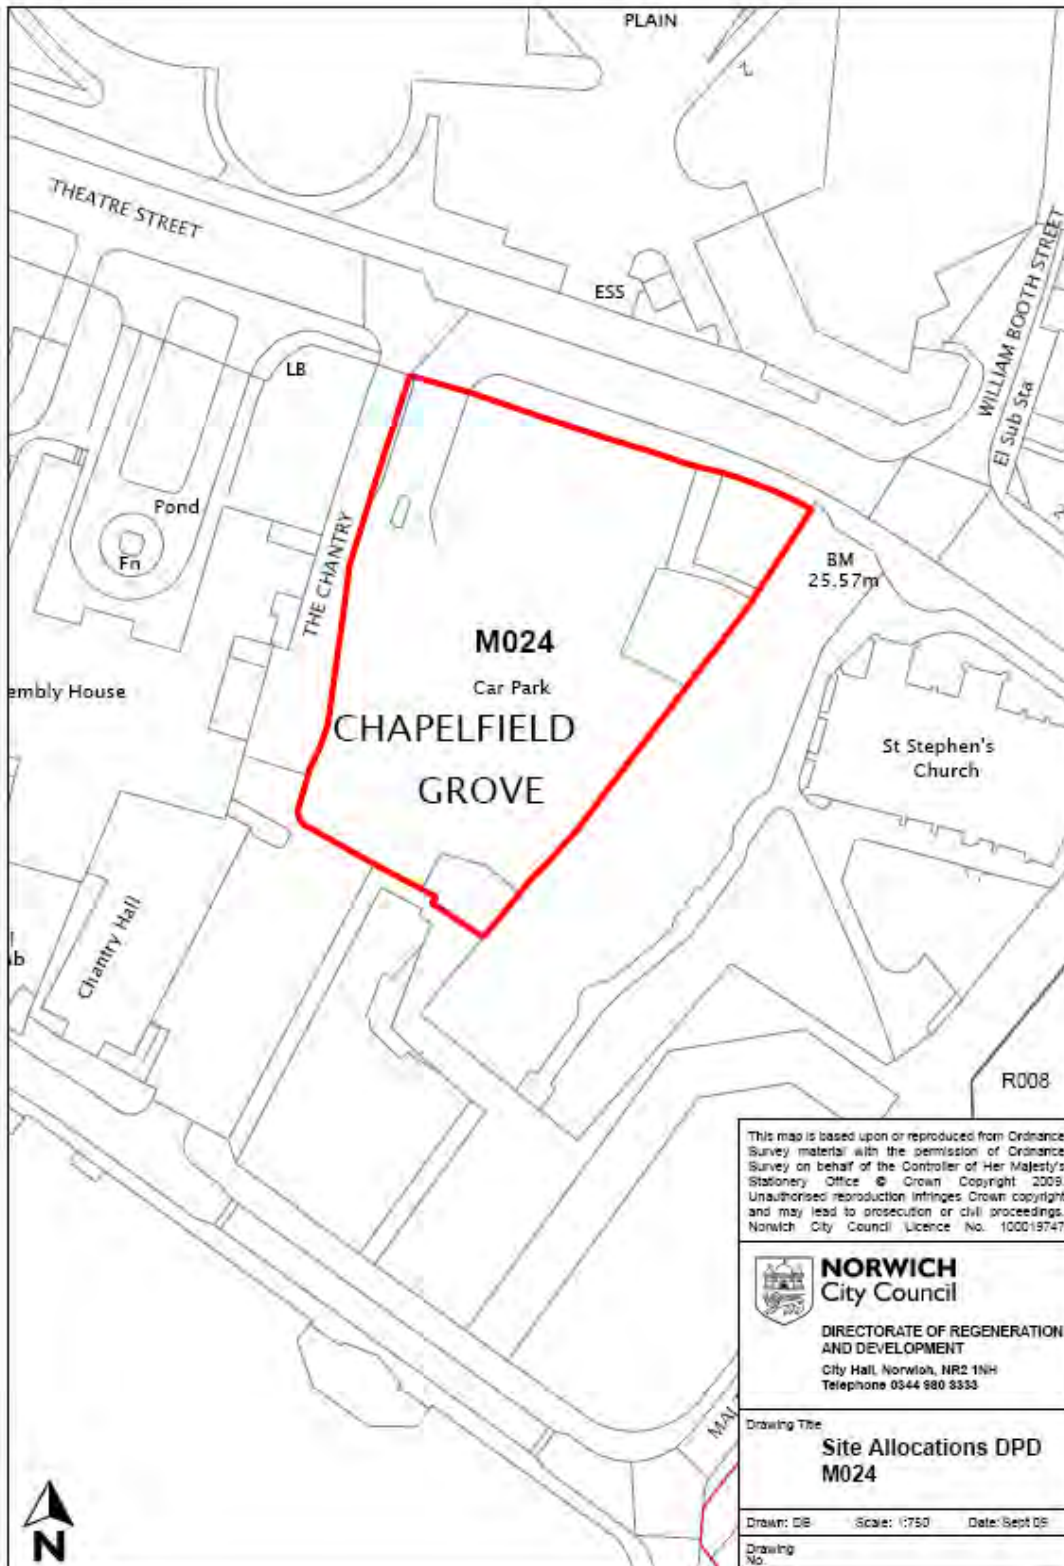 PLAIN
THEATRE STREET
ESS
WILLIAM BOOTH STREET
El Sub Sta
LB
Pond
Fn
THE CHANTRY
BM
25.57m
M024
Car Park
embly House
CHAPELFIELD
GROVE
St Stephen's
Church
Chantry Hall
R008
This map is based upon or reproduced from Ordnance
Survey material with the permission of Ordnance
Survey on behalf of the Controller of Her Majesty's
Stationery Office © Crown Copyright 2009.
Unauthorised reproduction infringes Crown copyright
and may lead to prosecution or civil proceedings.
Norwich City Council Licence No. 100019747
NORWICH
City Council
DIRECTORATE OF REGENERATION
AND DEVELOPMENT
City Hall, Norwich, NR2 1NH
Telephone 0344 980 3333
Drawing Title
Site Allocations DPD
M024
Drawn: DB Scale: 1:750 Date: Sept 09
Drawing
No.
N